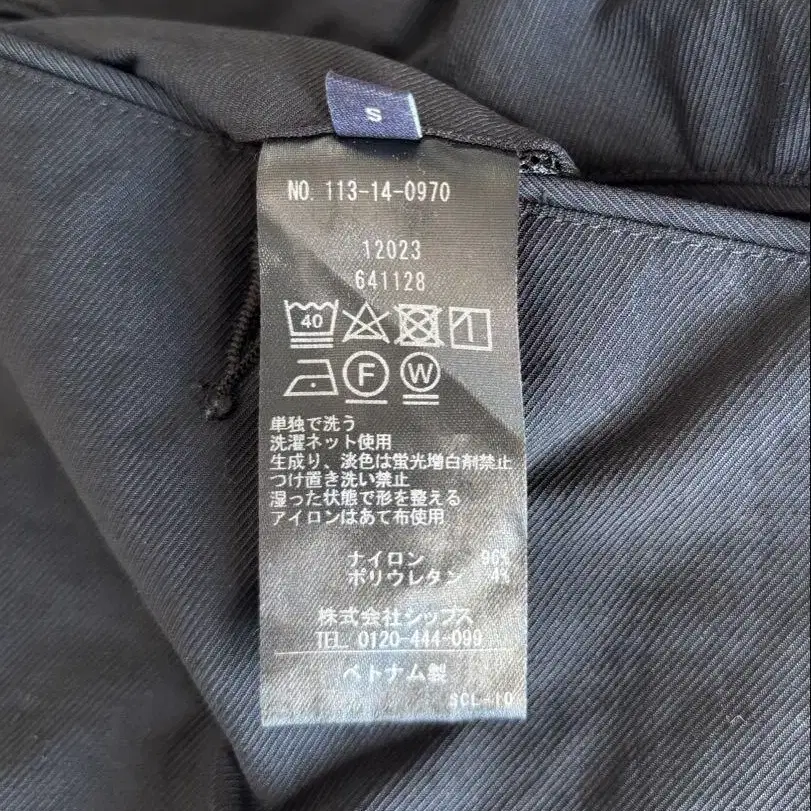 S
NO. 113-14-0970
12023
641128
40
F W
単独で洗う
洗濯ネット使用
生成り、淡色は蛍光増白剤禁止
つけ置き洗い禁止
湿った状態で形を整える
アイロンはあて布使用
ナイロン 96%
ポリウレタン 4%
株式会社シップス
TEL 0120-444-099
ベトナム製
SCL-10